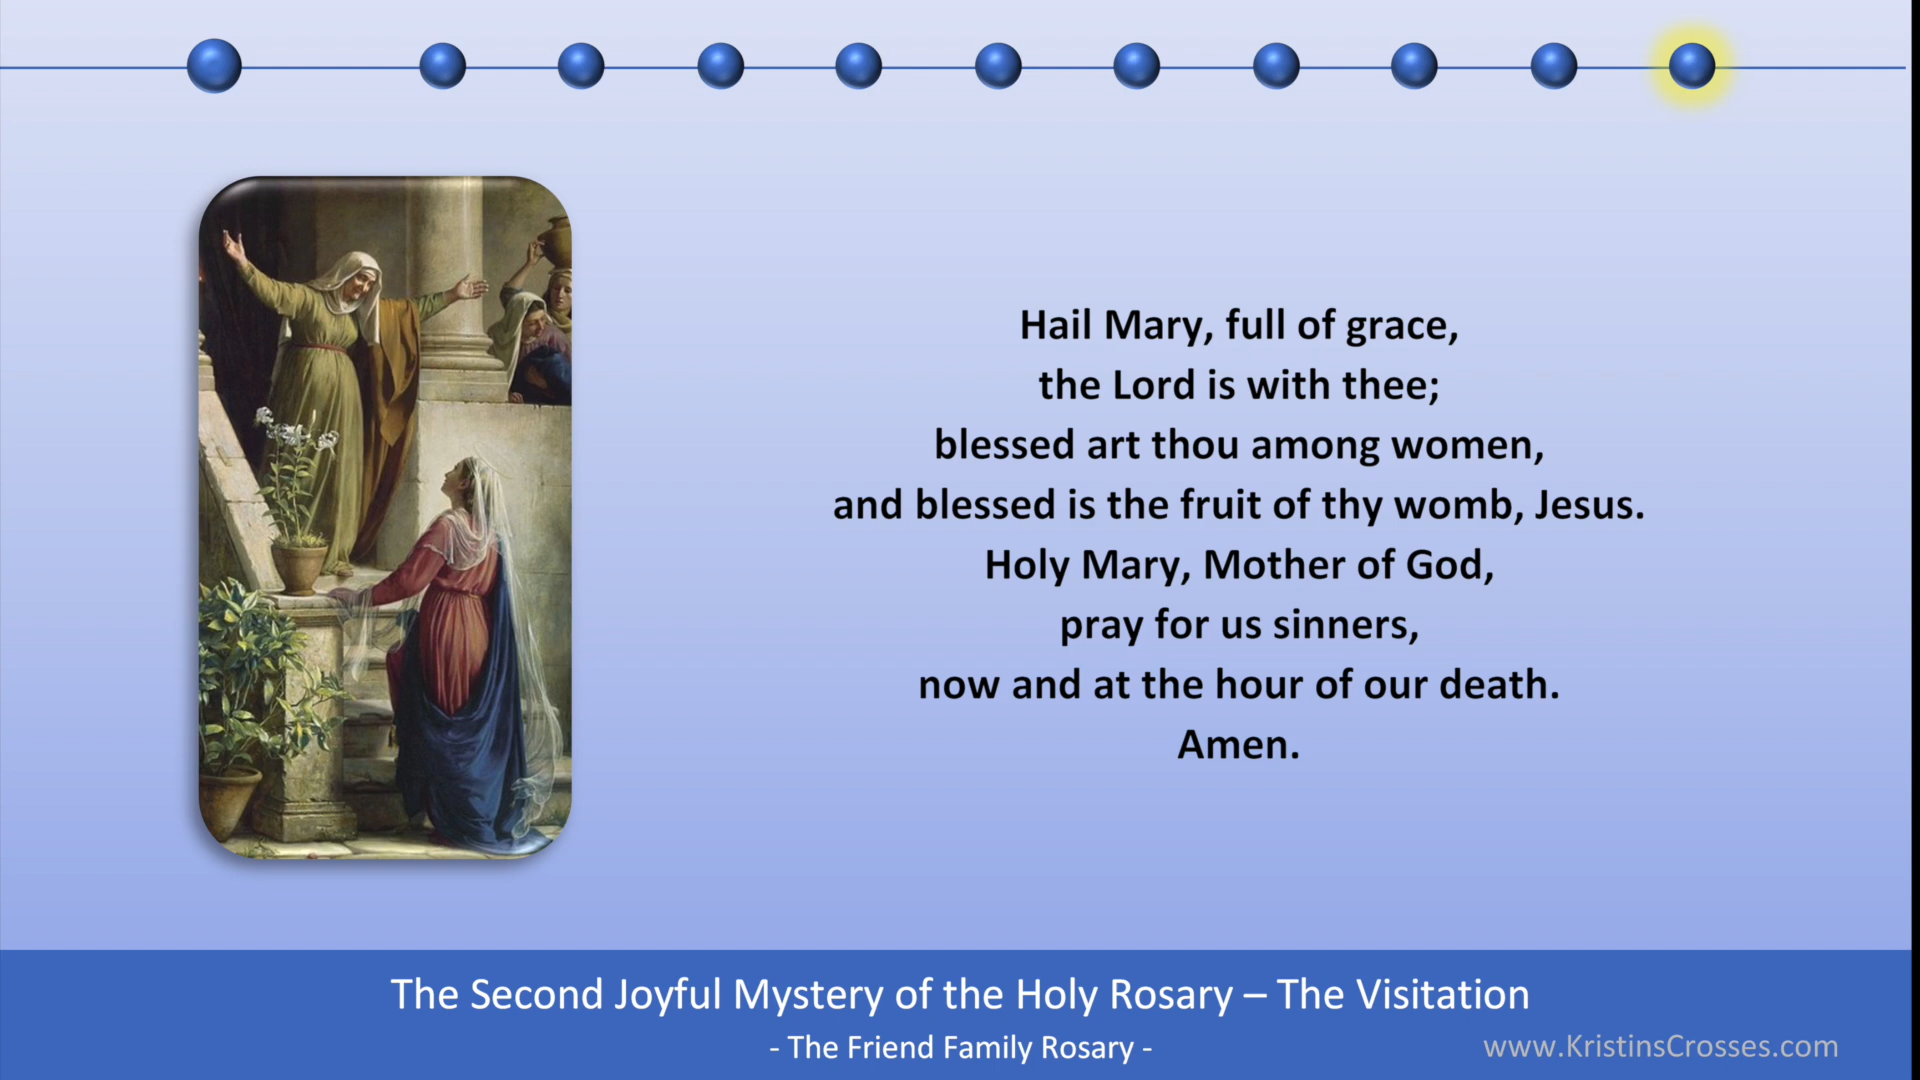 Hail Mary, full of grace,
the Lord is with thee;
blessed art thou among women,
and blessed is the fruit of thy womb, Jesus.
Holy Mary, Mother of God,
pray for us sinners,
now and at the hour of our death.
Amen.
The Second Joyful Mystery of the Holy Rosary – The Visitation
- The Friend Family Rosary -
www.KristinsCrosses.com